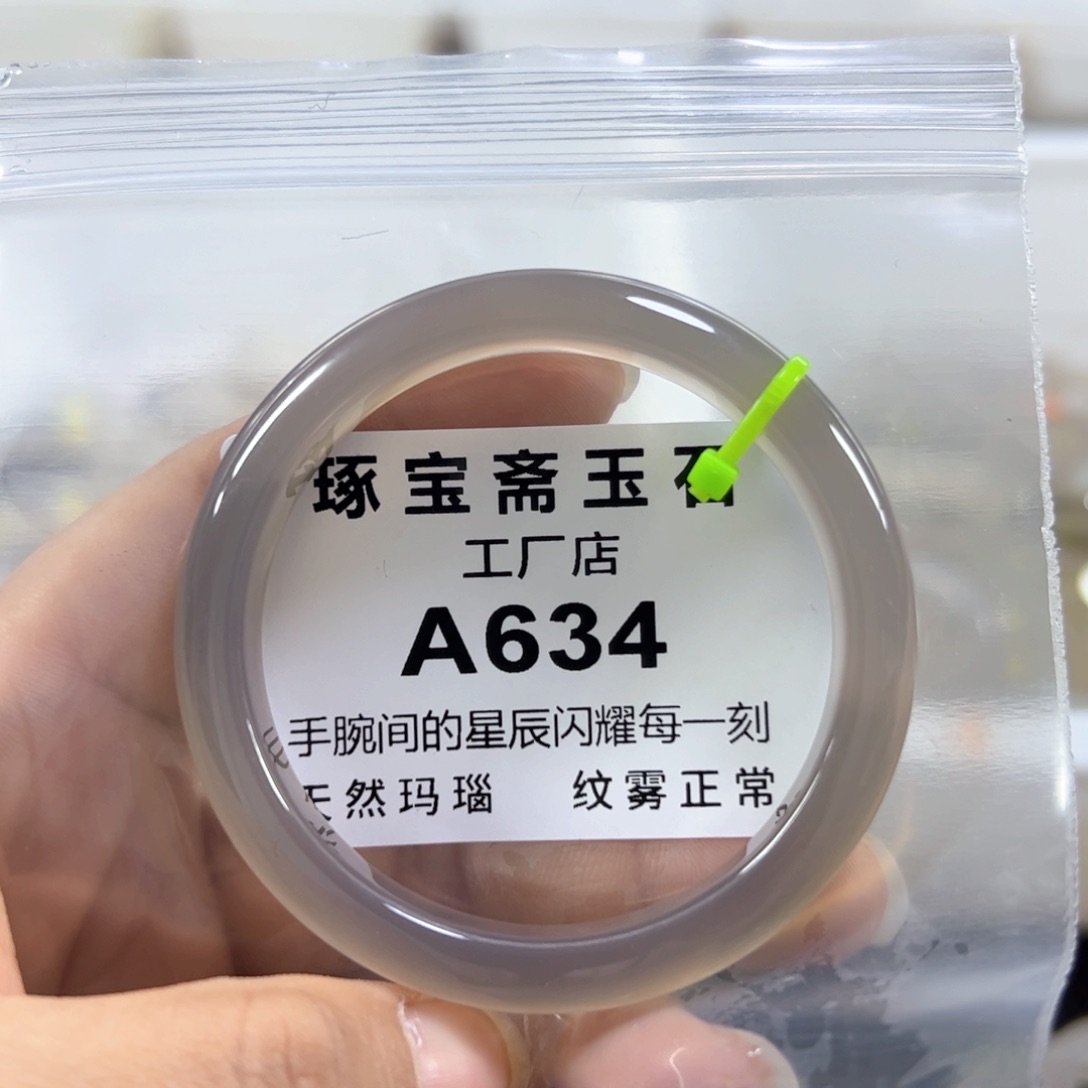 琢宝斋玉石
工厂店
A634
手腕间的星辰闪耀每一刻
天然玛瑙 纹雾正常